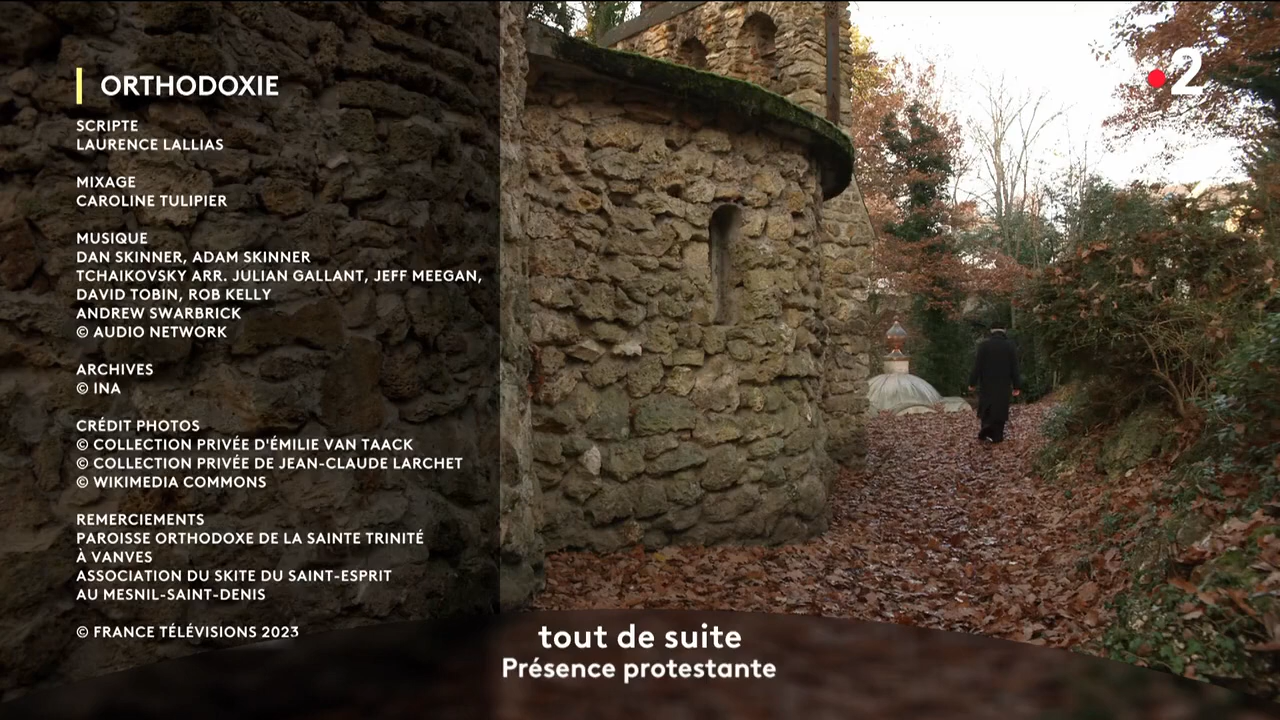 ORTHODOXIE
SCRIPTE
LAURENCE LALLIAS
MIXAGE
CAROLINE TULIPIER
MUSIQUE
DAN SKINNER, ADAM SKINNER
TCHAIKOVSKY ARR. JULIAN GALLANT, JEFF MEEGAN,
DAVID TOBIN, ROB KELLY
ANDREW SWARBRICK
© AUDIO NETWORK
ARCHIVES
© INA
CRÉDIT PHOTOS
© COLLECTION PRIVÉE D'ÉMILIE VAN TAACK
© COLLECTION PRIVÉE DE JEAN-CLAUDE LARCHET
© WIKIMEDIA COMMONS
REMERCIEMENTS
PAROISSE ORTHODOXE DE LA SAINTE TRINITÉ
À VANVES
ASSOCIATION DU SKITE DU SAINT-ESPRIT
AU MESNIL-SAINT-DENIS
© FRANCE TÉLÉVISIONS 2023
tout de suite
Présence protestante
2